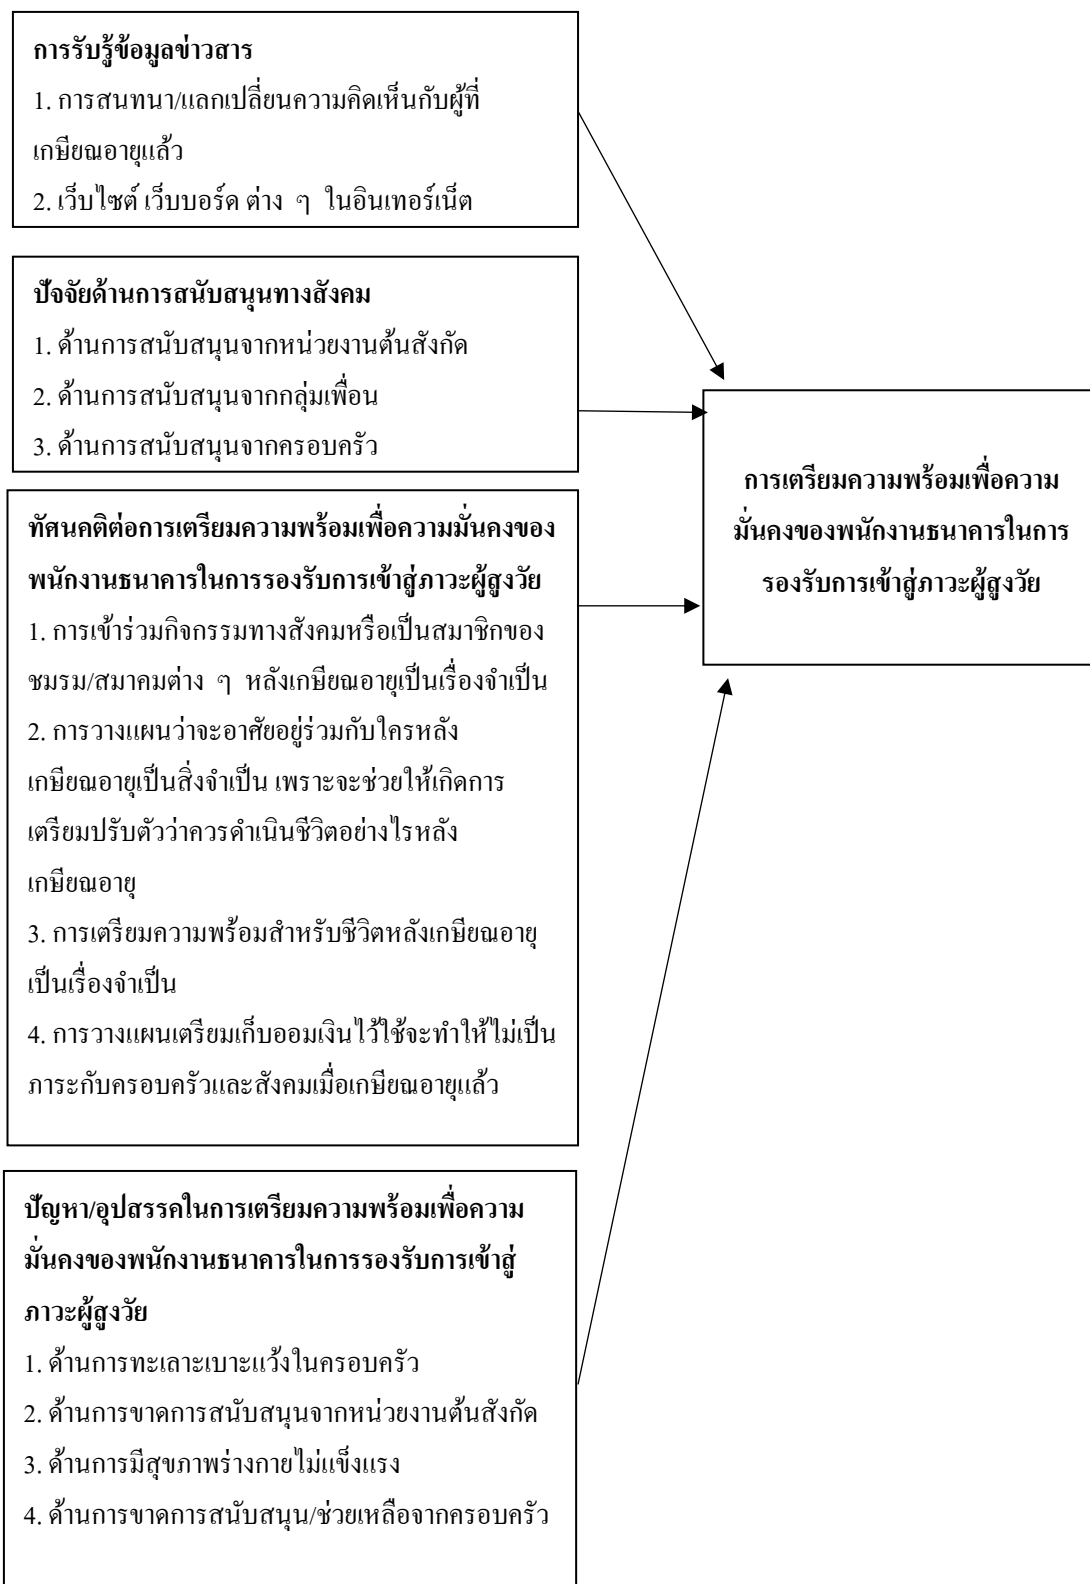 การรับรู้ข้อมูลข่าวสาร
1. การสนทนา/แลกเปลี่ยนความคิดเห็นกับผู้ที่
เกษียณอายุแล้ว
2. เว็บไซต์ เว็บบอร์ด ต่าง ๆ ในอินเทอร์เน็ต
ปัจจัยด้านการสนับสนุนทางสังคม
1. ด้านการสนับสนุนจากหน่วยงานต้นสังกัด
2. ด้านการสนับสนุนจากกลุ่มเพื่อน
3. ด้านการสนับสนุนจากครอบครัว
ทัศนคติต่อการเตรียมความพร้อมเพื่อความมั่นคงของ
พนักงานธนาคารในการรองรับการเข้าสู่ภาวะผู้สูงวัย
1. การเข้าร่วมกิจกรรมทางสังคมหรือเป็นสมาชิกของ
ชมรม/สมาคมต่าง ๆ หลังเกษียณอายุเป็นเรื่องจำเป็น
2. การวางแผนว่าจะอาศัยอยู่ร่วมกับใครหลัง
เกษียณอายุเป็นสิ่งจำเป็น เพราะจะช่วยให้เกิดการ
เตรียมปรับตัวว่าควรดำเนินชีวิตอย่างไรหลัง
เกษียณอายุ
3. การเตรียมความพร้อมสำหรับชีวิตหลังเกษียณอายุ
เป็นเรื่องจำเป็น
4. การวางแผนเตรียมเก็บออมเงินไว้ใช้จะทำให้ไม่เป็น
ภาระกับครอบครัวและสังคมเมื่อเกษียณอายุแล้ว
ปัญหา/อุปสรรคในการเตรียมความพร้อมเพื่อความ
มั่นคงของพนักงานธนาคารในการรองรับการเข้าสู่
ภาวะผู้สูงวัย
1. ด้านการทะเลาะเบาะแว้งในครอบครัว
2. ด้านการขาดการสนับสนุนจากหน่วยงานต้นสังกัด
3. ด้านการมีสุขภาพร่างกายไม่แข็งแรง
4. ด้านการขาดการสนับสนุน/ช่วยเหลือจากครอบครัว
การเตรียมความพร้อมเพื่อความ
มั่นคงของพนักงานธนาคารในการ
รองรับการเข้าสู่ภาวะผู้สูงวัย